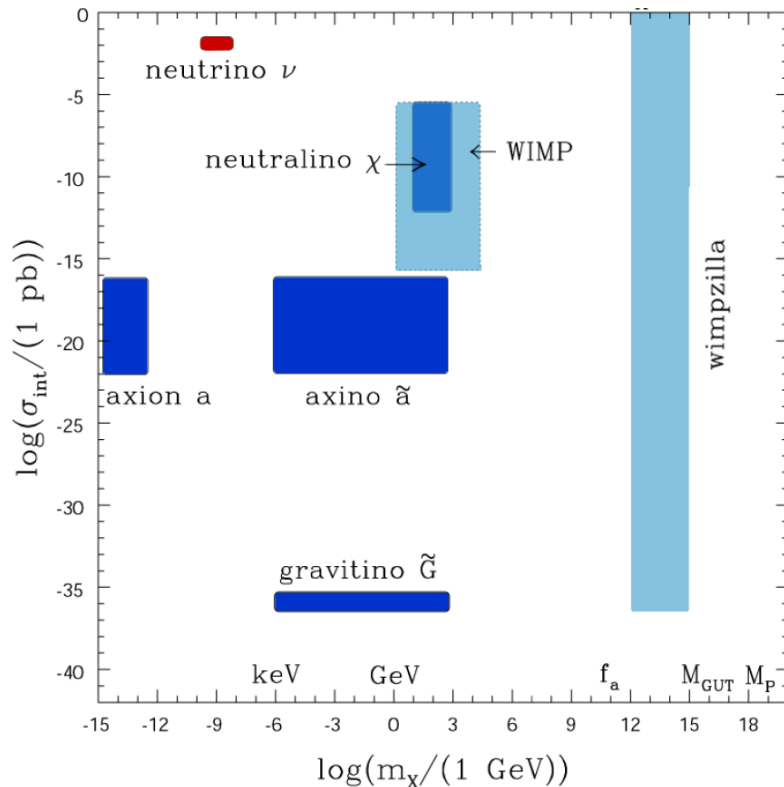 0
neutrino ν
-5
neutralino χ
WIMP
-10
-15
log(σ_int/(1 pb))
wimpzilla
-20
axion a
axino ã
-25
-30
gravitino G̃
-35
keV
GeV
f_a
M_GUT
M_P
-40
-15 -12 -9 -6 -3 0 3 6 9 12 15 18
log(m_χ/(1 GeV))